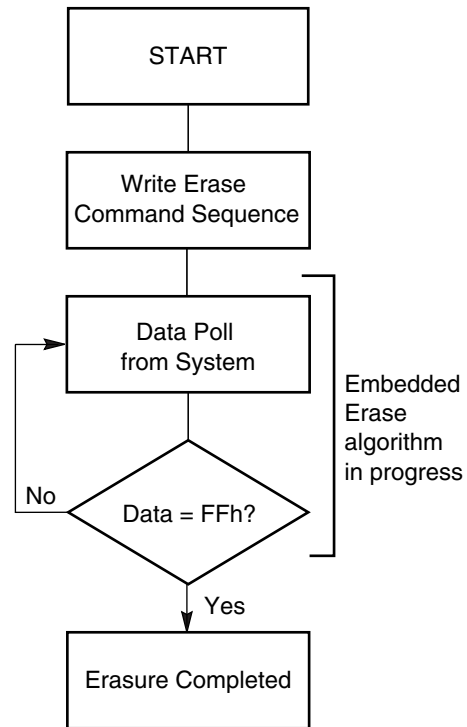 START
Write Erase
Command Sequence
Data Poll
from System
Embedded
Erase
algorithm
in progress
No
Data = FFh?
Yes
Erasure Completed